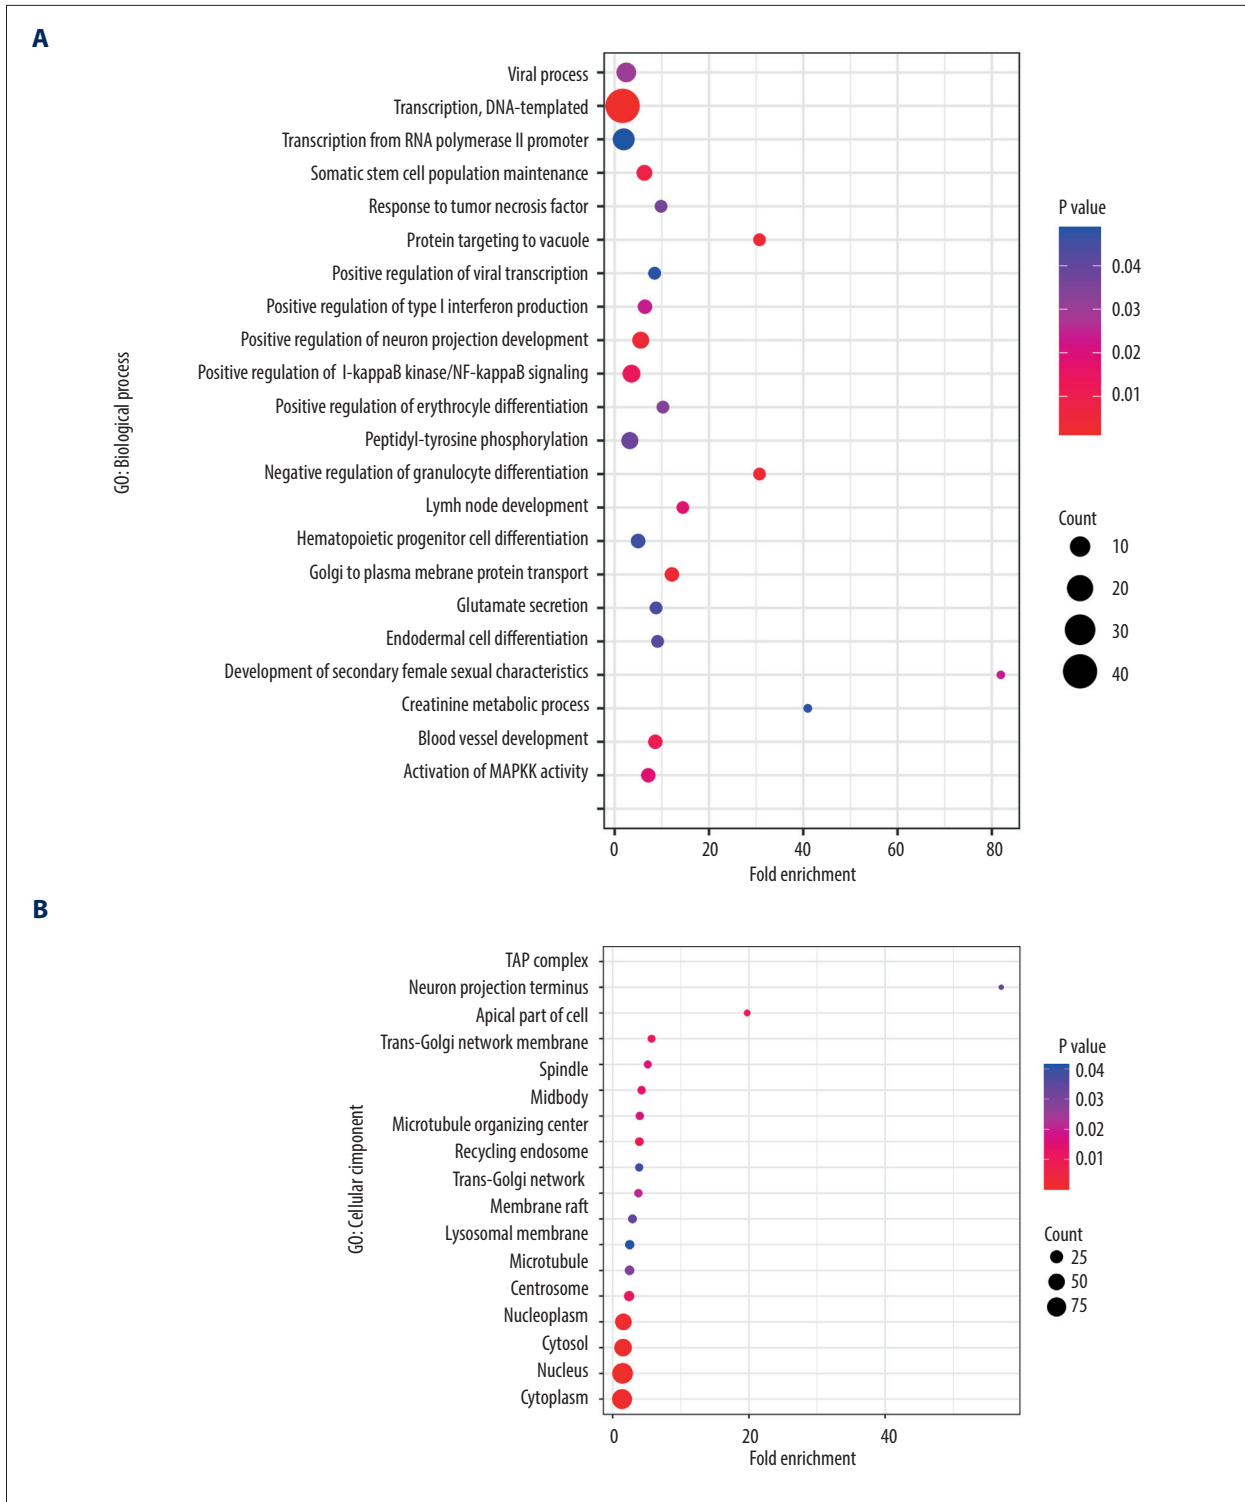 A
Viral process
Transcription, DNA-templated
Transcription from RNA polymerase II promoter
Somatic stem cell population maintenance
Response to tumor necrosis factor
Protein targeting to vacuole
Positive regulation of viral transcription
Positive regulation of type I interferon production
Positive regulation of neuron projection development
Positive regulation of I-kappaB kinase/NF-kappaB signaling
Positive regulation of erythrocyle differentiation
Peptidyl-tyrosine phosphorylation
Negative regulation of granulocyte differentiation
Lymh node development
Hematopoietic progenitor cell differentiation
Golgi to plasma mebrane protein transport
Glutamate secretion
Endodermal cell differentiation
Development of secondary female sexual characteristics
Creatinine metabolic process
Blood vessel development
Activation of MAPKK activity
GO: Biological process
0 20 40 60 80
Fold enrichment
P value
0.04
0.03
0.02
0.01
Count
10
20
30
40
B
TAP complex
Neuron projection terminus
Apical part of cell
Trans-Golgi network membrane
Spindle
Midbody
Microtubule organizing center
Recycling endosome
Trans-Golgi network
Membrane raft
Lysosomal membrane
Microtubule
Centrosome
Nucleoplasm
Cytosol
Nucleus
Cytoplasm
GO: Cellular cimponent
0 20 40
Fold enrichment
P value
0.04
0.03
0.02
0.01
Count
25
50
75